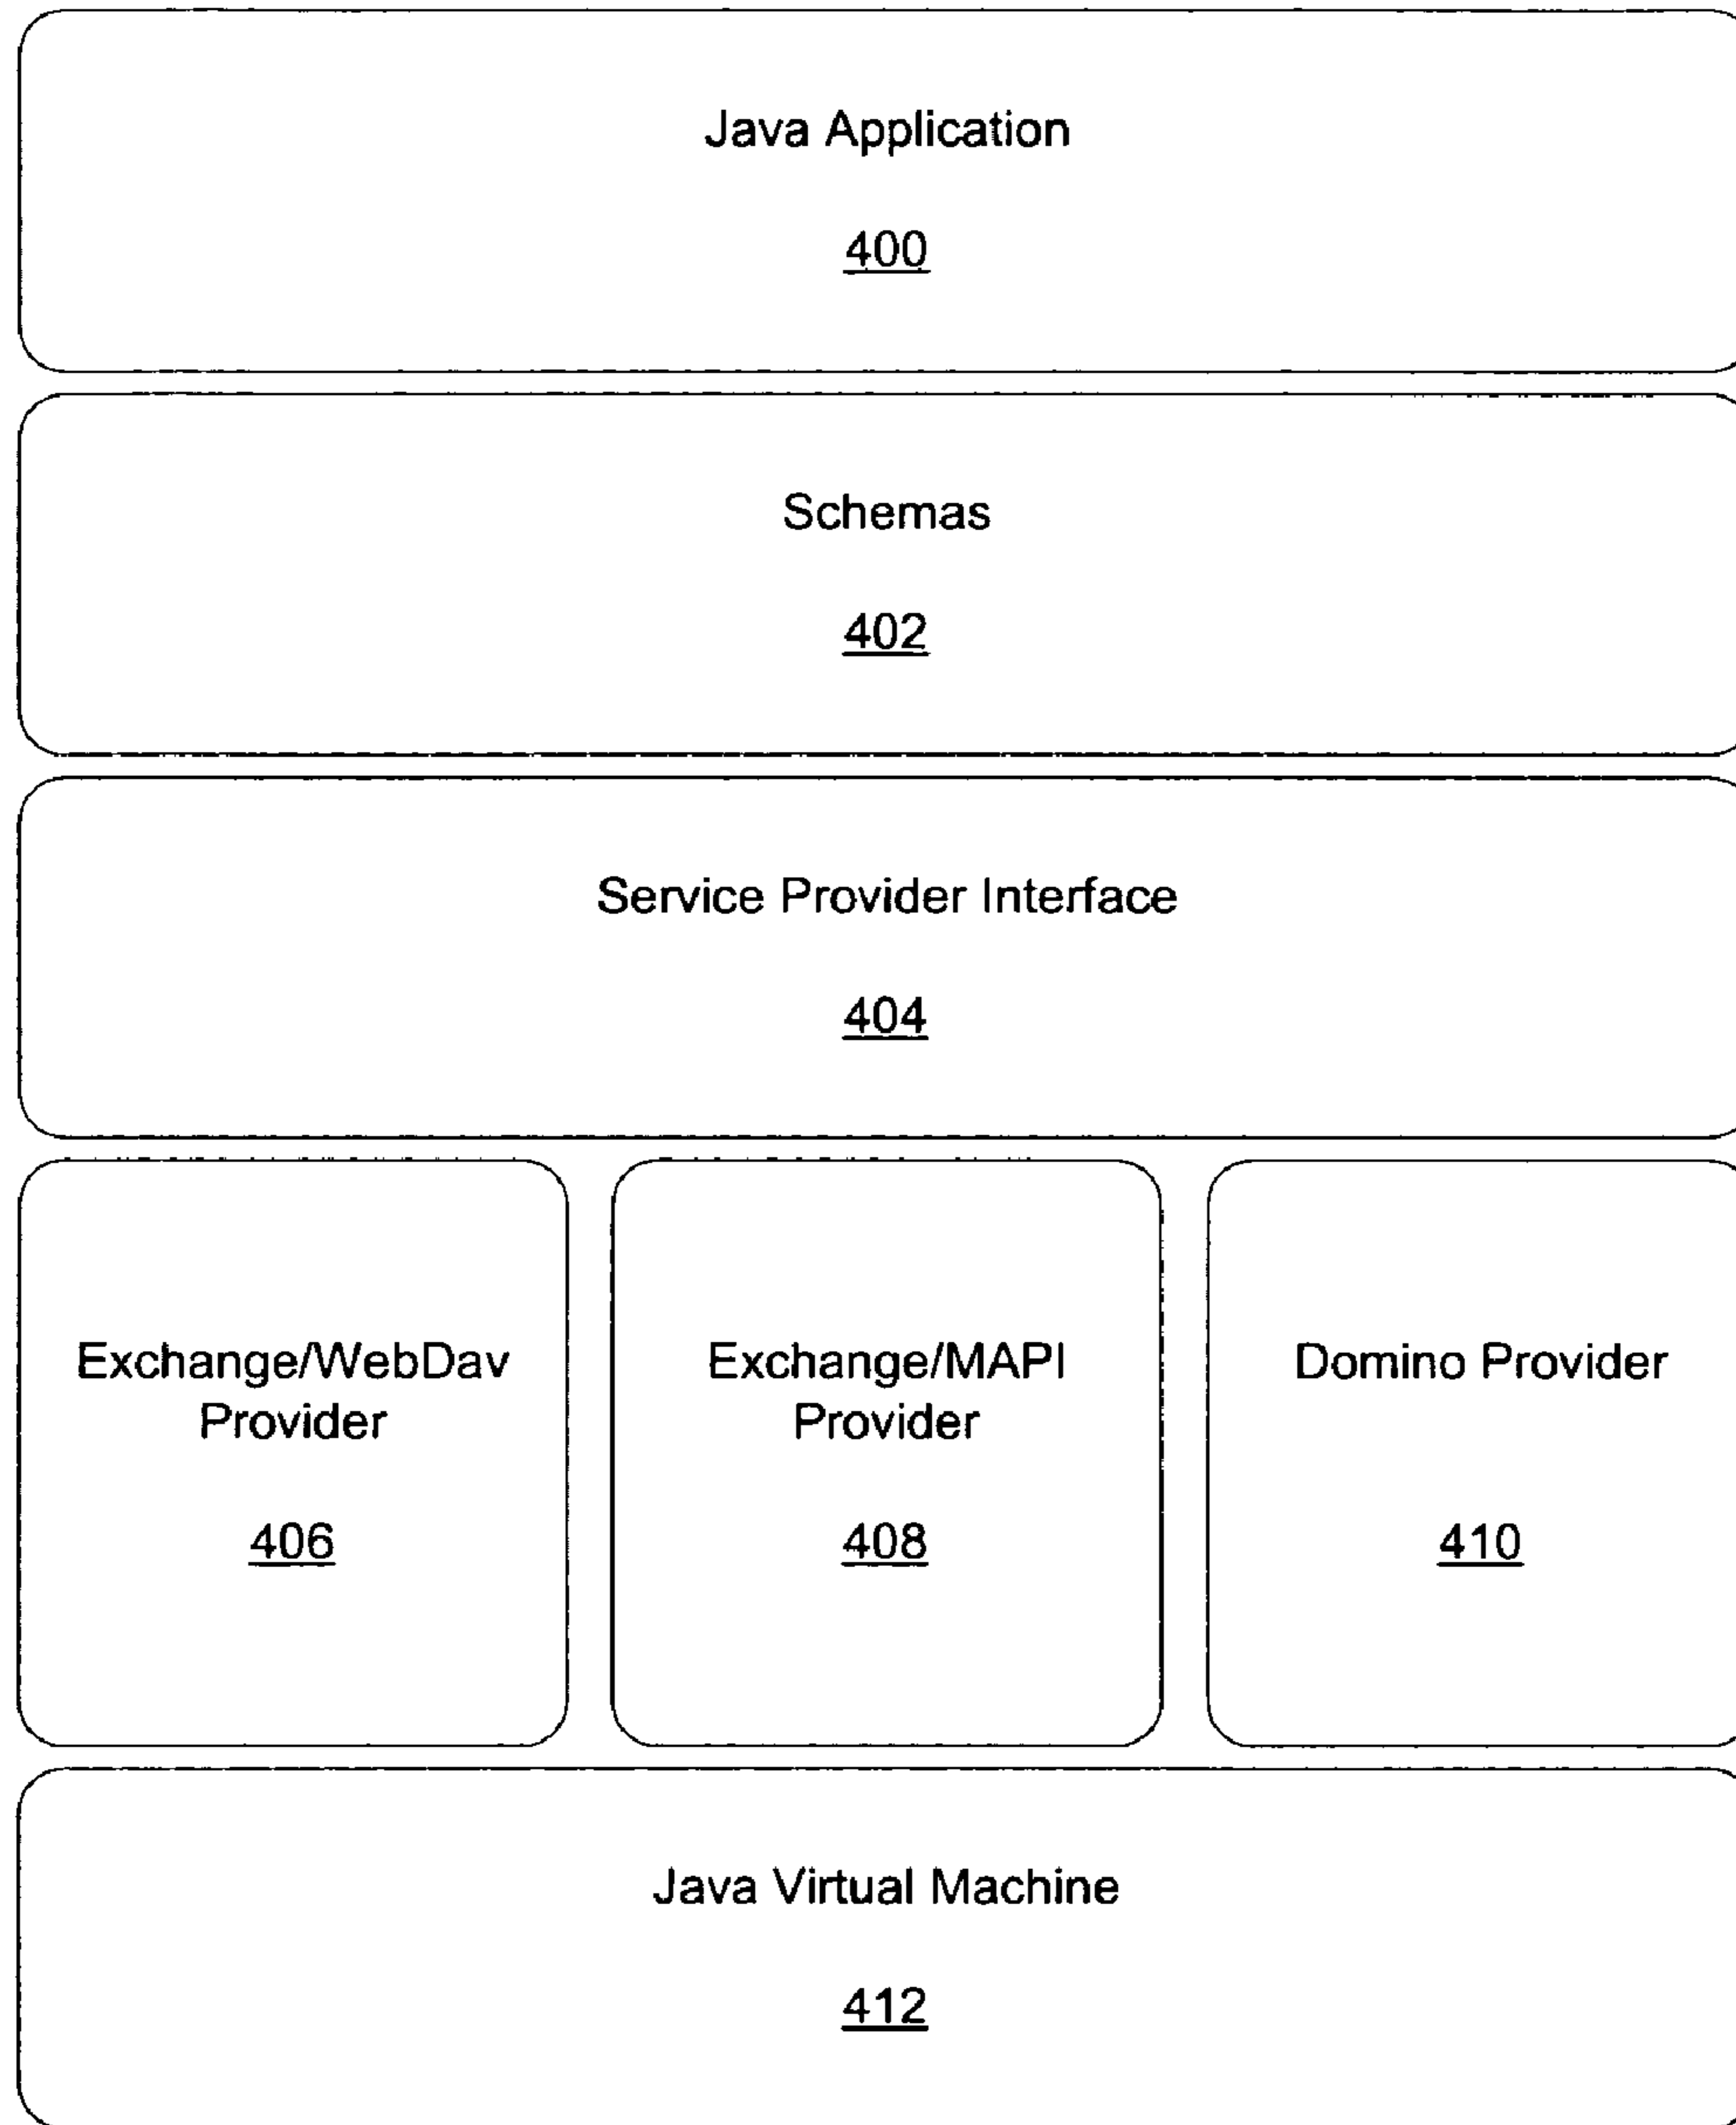 Java Application
400
Schemas
402
Service Provider Interface
404
Exchange/WebDav
Provider
406
Exchange/MAPI
Provider
408
Domino Provider
410
Java Virtual Machine
412